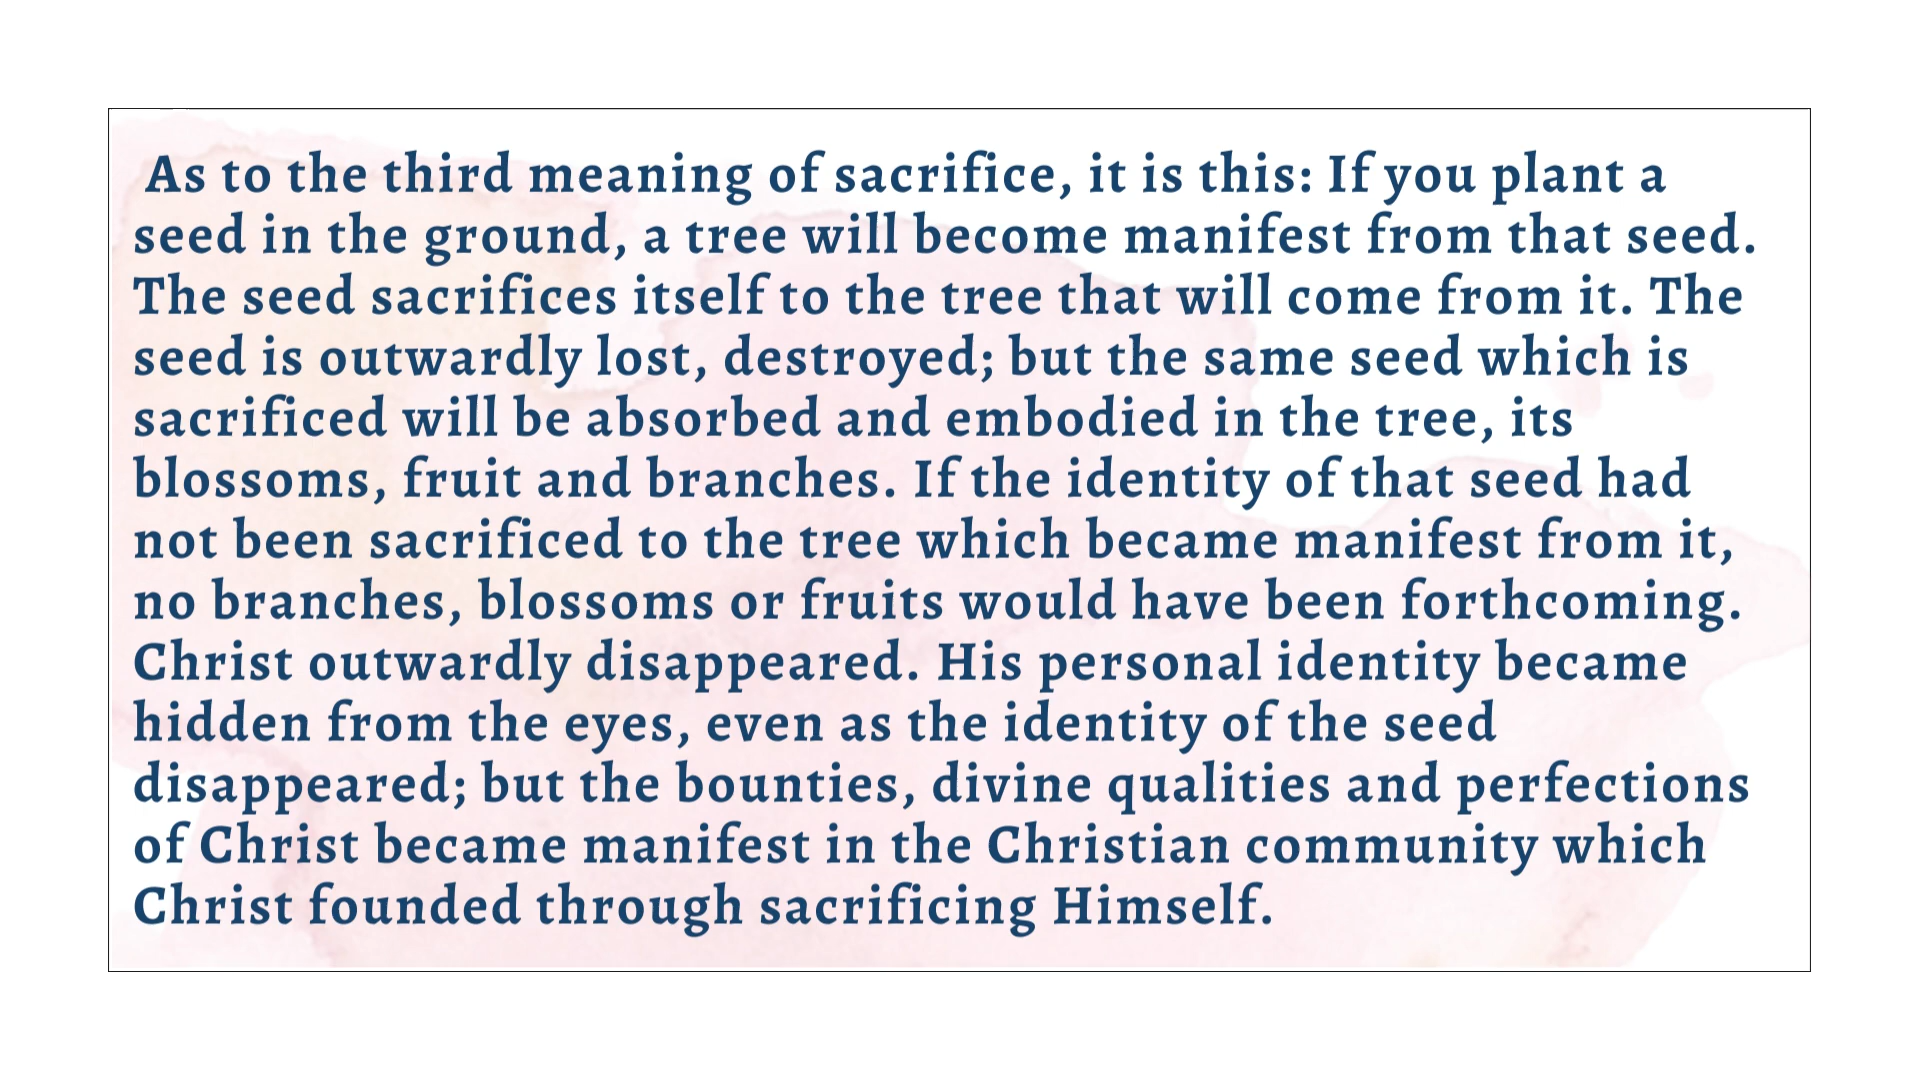 As to the third meaning of sacrifice, it is this: If you plant a
seed in the ground, a tree will become manifest from that seed.
The seed sacrifices itself to the tree that will come from it. The
seed is outwardly lost, destroyed; but the same seed which is
sacrificed will be absorbed and embodied in the tree, its
blossoms, fruit and branches. If the identity of that seed had
not been sacrificed to the tree which became manifest from it,
no branches, blossoms or fruits would have been forthcoming.
Christ outwardly disappeared. His personal identity became
hidden from the eyes, even as the identity of the seed
disappeared; but the bounties, divine qualities and perfections
of Christ became manifest in the Christian community which
Christ founded through sacrificing Himself.